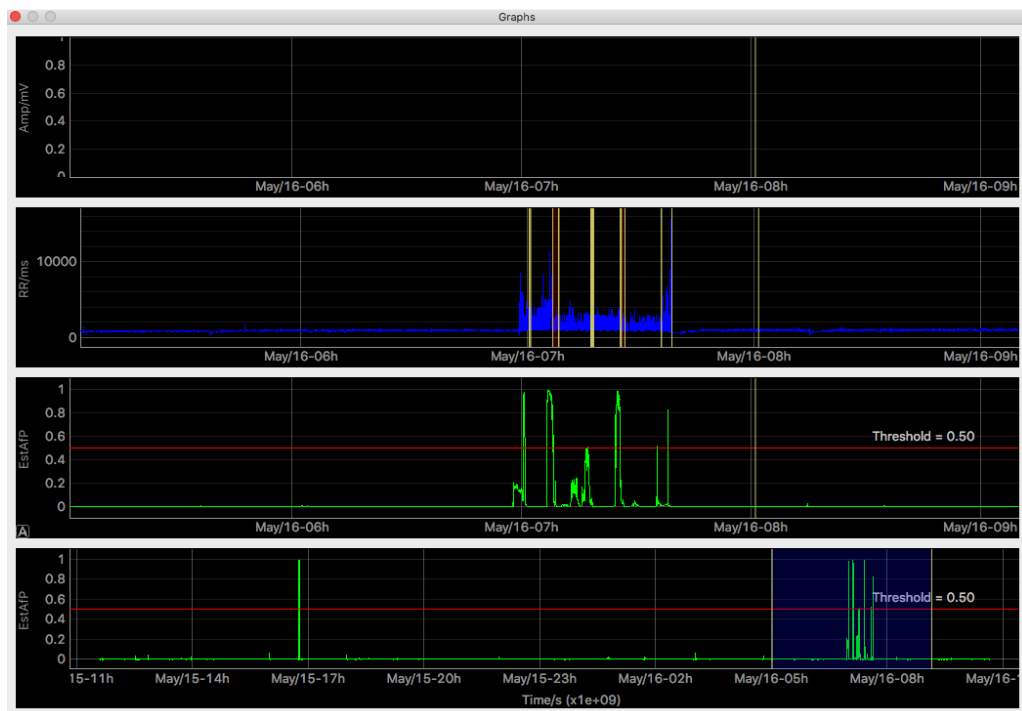 Graphs
Amp/mV
1
0.8
0.6
0.4
0.2
0
May/16-06h May/16-07h May/16-08h May/16-09h
RR/ms
10000
0
May/16-06h May/16-07h May/16-08h May/16-09h
EstAfP
1
0.8
0.6
0.4
0.2
0
Threshold = 0.50
A
May/16-06h May/16-07h May/16-08h May/16-09h
EstAfP
1
0.8
0.6
0.4
0.2
0
Threshold = 0.50
15-11h May/15-14h May/15-17h May/15-20h May/15-23h May/16-02h May/16-05h May/16-08h May/16-1
Time/s (x1e+09)